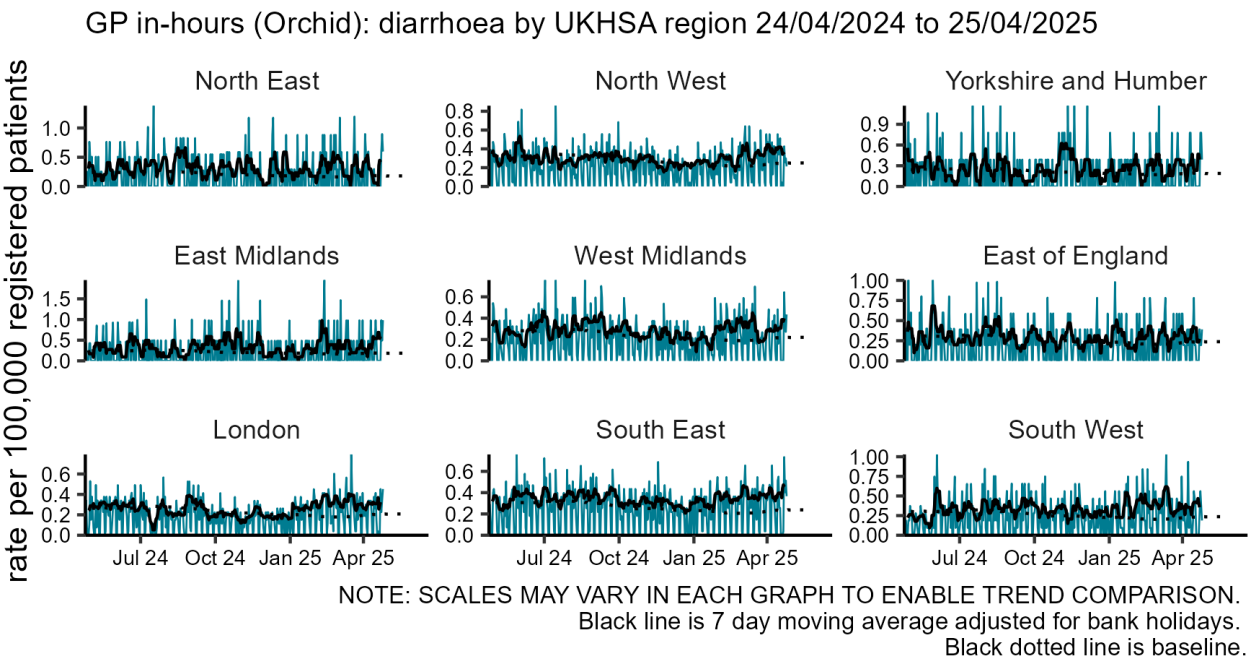 GP in-hours (Orchid): diarrhoea by UKHSA region 24/04/2024 to 25/04/2025
rate per 100,000 registered patients
North East
1.0
0.5
0.0
North West
0.8
0.6
0.4
0.2
0.0
Yorkshire and Humber
0.9
0.6
0.3
0.0
East Midlands
1.5
1.0
0.5
0.0
West Midlands
0.6
0.4
0.2
0.0
East of England
1.00
0.75
0.50
0.25
0.00
London
0.6
0.4
0.2
0.0
Jul 24 Oct 24 Jan 25 Apr 25
South East
0.6
0.4
0.2
0.0
Jul 24 Oct 24 Jan 25 Apr 25
South West
1.00
0.75
0.50
0.25
0.00
Jul 24 Oct 24 Jan 25 Apr 25
NOTE: SCALES MAY VARY IN EACH GRAPH TO ENABLE TREND COMPARISON.
Black line is 7 day moving average adjusted for bank holidays.
Black dotted line is baseline.